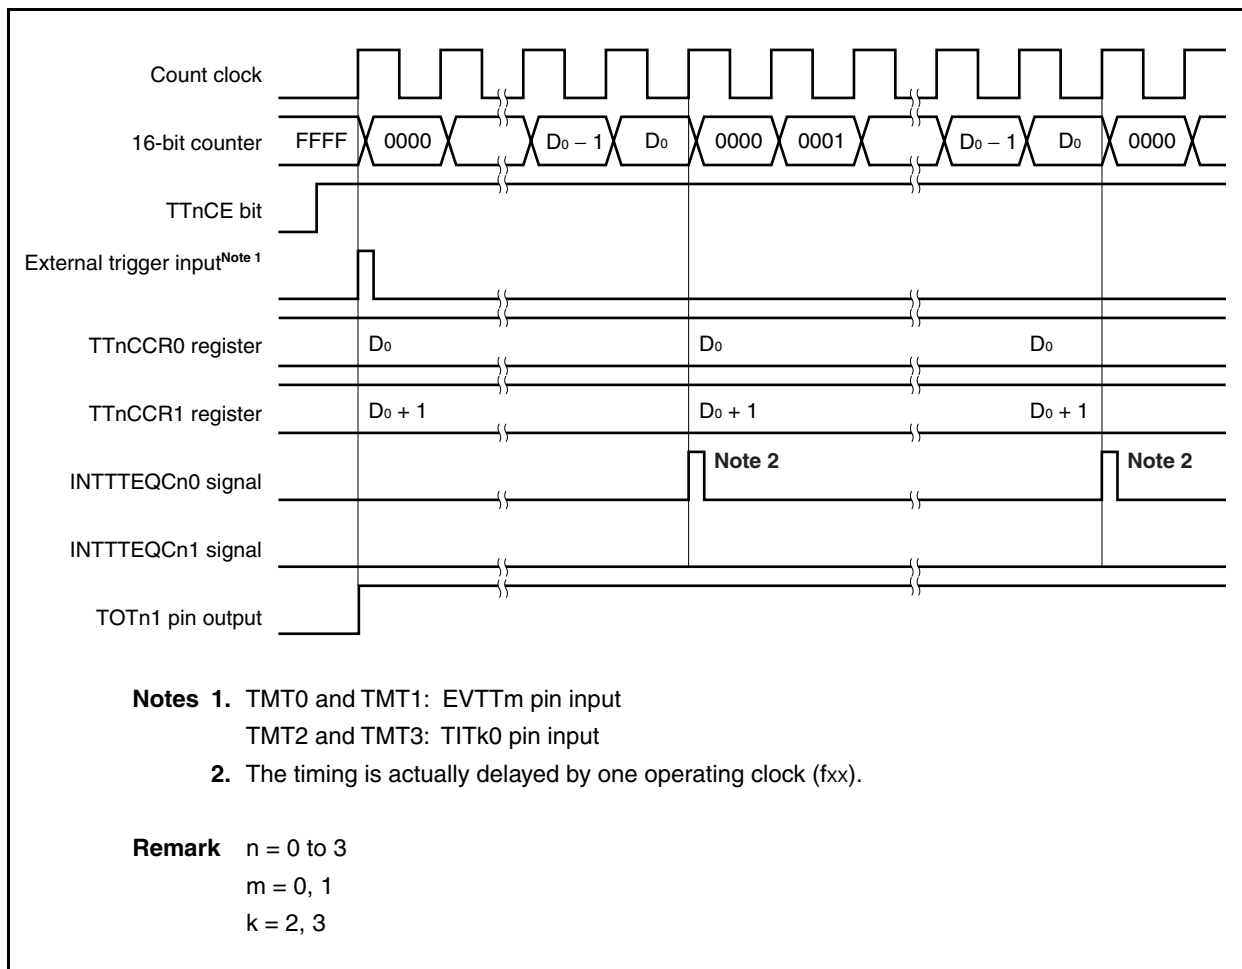 Count clock
16-bit counter FFFF 0000 D0 − 1 D0 0000 0001 D0 − 1 D0 0000
TTnCE bit
External trigger inputNote 1
TTnCCR0 register D0 D0 D0
TTnCCR1 register D0 + 1 D0 + 1 D0 + 1
INTTTEQCn0 signal Note 2 Note 2
INTTTEQCn1 signal
TOTn1 pin output
Notes 1. TMT0 and TMT1: EVTTm pin input
TMT2 and TMT3: TITk0 pin input
2. The timing is actually delayed by one operating clock (fxx).
Remark n = 0 to 3
m = 0, 1
k = 2, 3